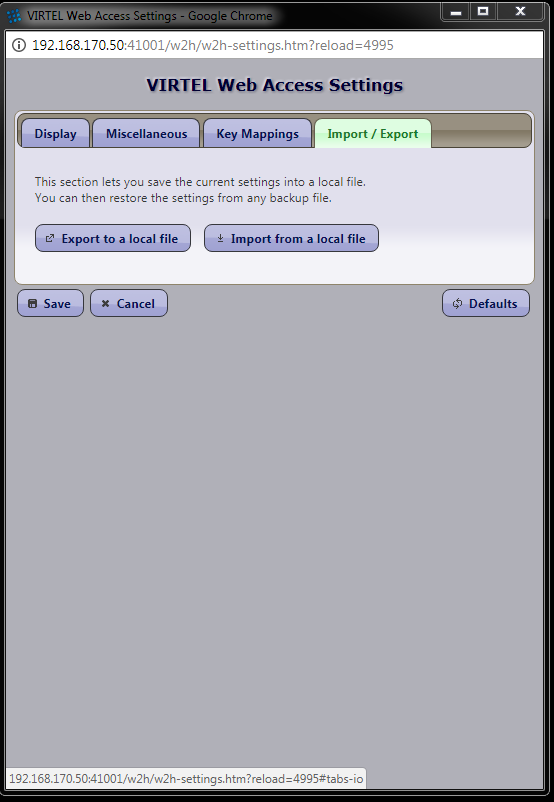 VIRTEL Web Access Settings - Google Chrome
192.168.170.50:41001/w2h/w2h-settings.htm?reload=4995
VIRTEL Web Access Settings
Display Miscellaneous Key Mappings Import / Export
This section lets you save the current settings into a local file.
You can then restore the settings from any backup file.
Export to a local file Import from a local file
Save Cancel Defaults
192.168.170.50:41001/w2h/w2h-settings.htm?reload=4995#tabs-io